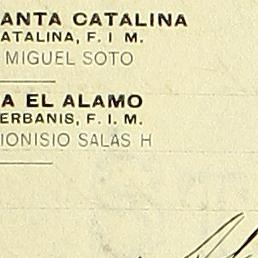 ANTA CATALINA
ATALINA, F. I M.
MIGUEL SOTO
A EL ALAMO
ERBANIS, F. I. M.
IONISIO SALAS H